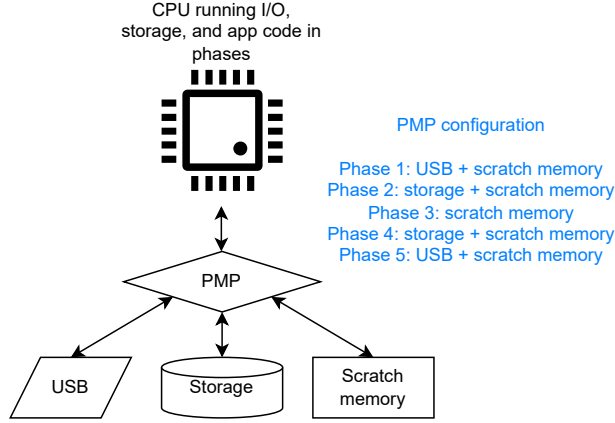 CPU running I/O,
storage, and app code in
phases
PMP configuration
Phase 1: USB + scratch memory
Phase 2: storage + scratch memory
Phase 3: scratch memory
Phase 4: storage + scratch memory
Phase 5: USB + scratch memory
PMP
USB
Storage
Scratch
memory